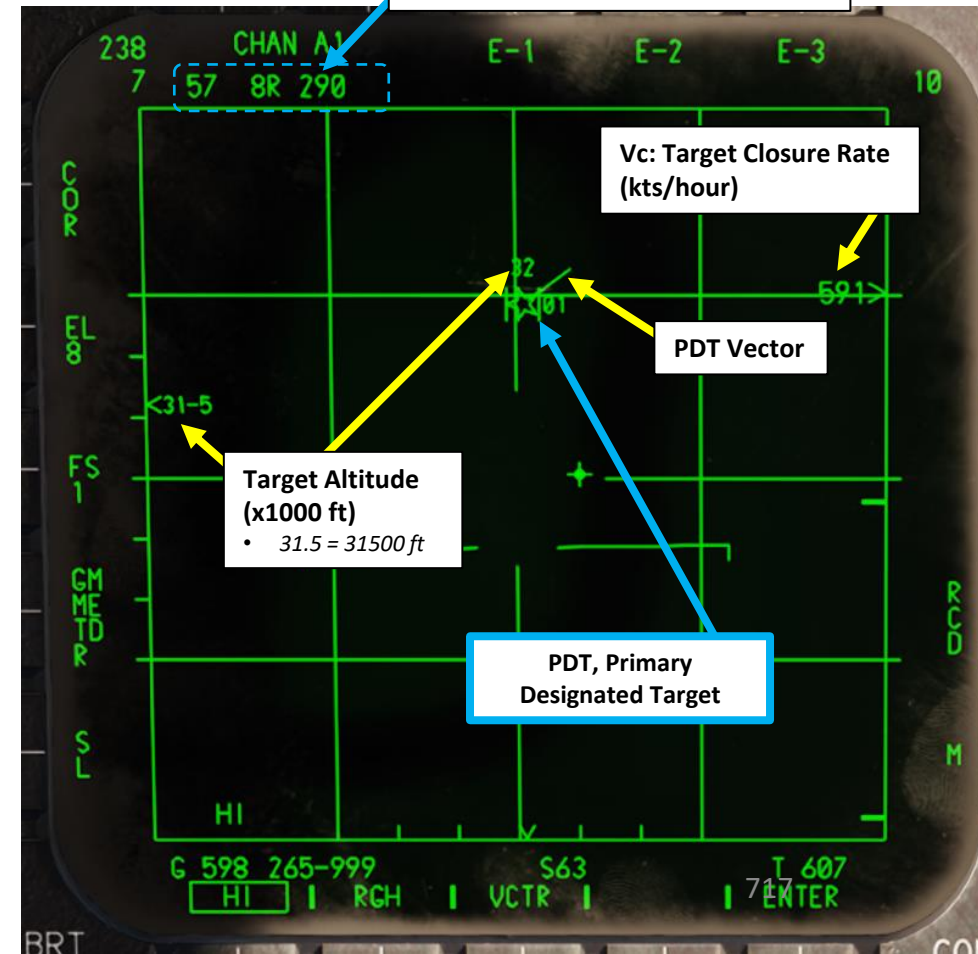 238 CHAN A1 E-1 E-2 E-3
7 57 8R 290 10
Vc: Target Closure Rate
(kts/hour)
C
O
R
32
591>
01
EL
8
PDT Vector
<31-5
FS
1
Target Altitude
(x1000 ft)
• 31.5 = 31500 ft
GM
ME
TD
R
R
C
D
PDT, Primary
Designated Target
S
L
M
HI
G 598 265-999 S63 T 607
717
HI RGH VCTR ENTER
BRT